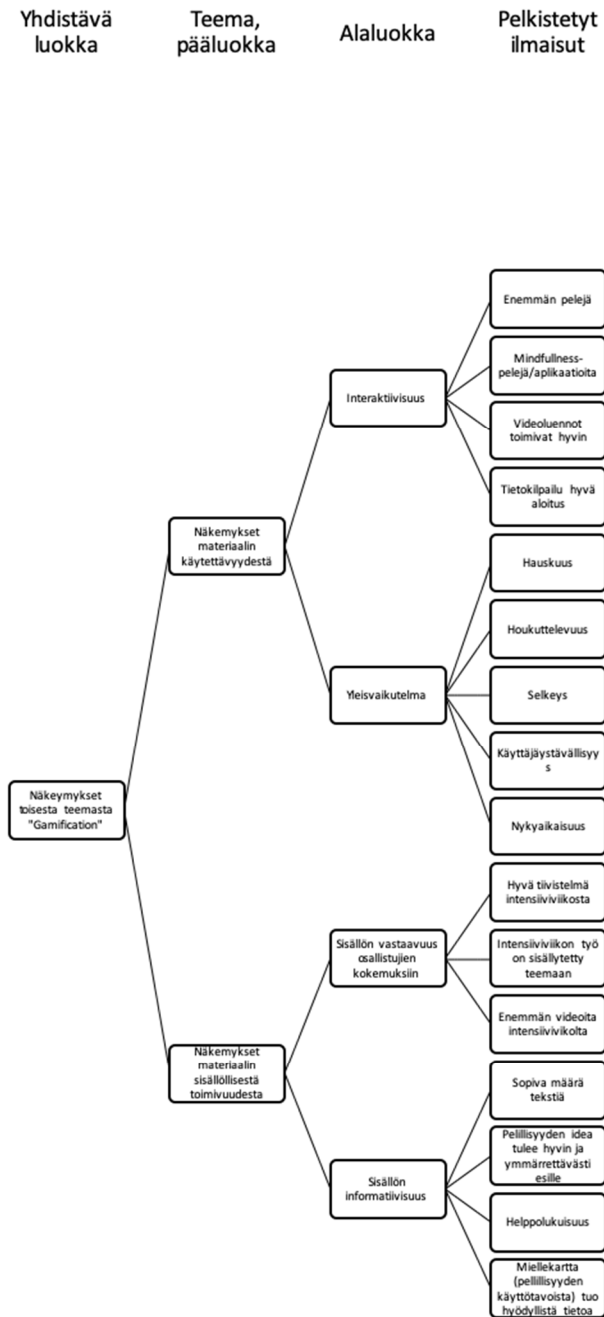 Yhdistävä
luokka
Teema,
pääluokka
Alaluokka
Pelkistetyt
ilmaisut
Enemmän pelejä
Mindfullness-
pelejä/aplikaatioita
Interaktiivisuus
Videoluennot
toimivat hyvin
Tietokilpailu hyvä
aloitus
Näkemykset
materiaalin
käytettävyydestä
Hauskuus
Houkuttelevuus
Yleisvaikutelma
Selkeys
Käyttäjäystävällisyy
s
Näkeymykset
toisesta teemasta
"Gamification"
Nykyaikaisuus
Hyvä tiivistelmä
intensiiviviikosta
Sisällön vastaavuus
osallistujien
kokemuksiin
Intensiiviviikon työ
on sisällytetty
teemaan
Enemmän videoita
intensiivivikolta
Näkemykset
materiaalin
sisällöllisestä
toimivuudesta
Sopiva määrä
tekstiä
Pelillisyyden idea
tulee hyvin ja
ymmärrettävästi
esille
Sisällön
informatiivisuus
Helppolukuisuus
Miellekartta
(pellillisyyden
käyttötavoista) tuo
hyödyllistä tietoa